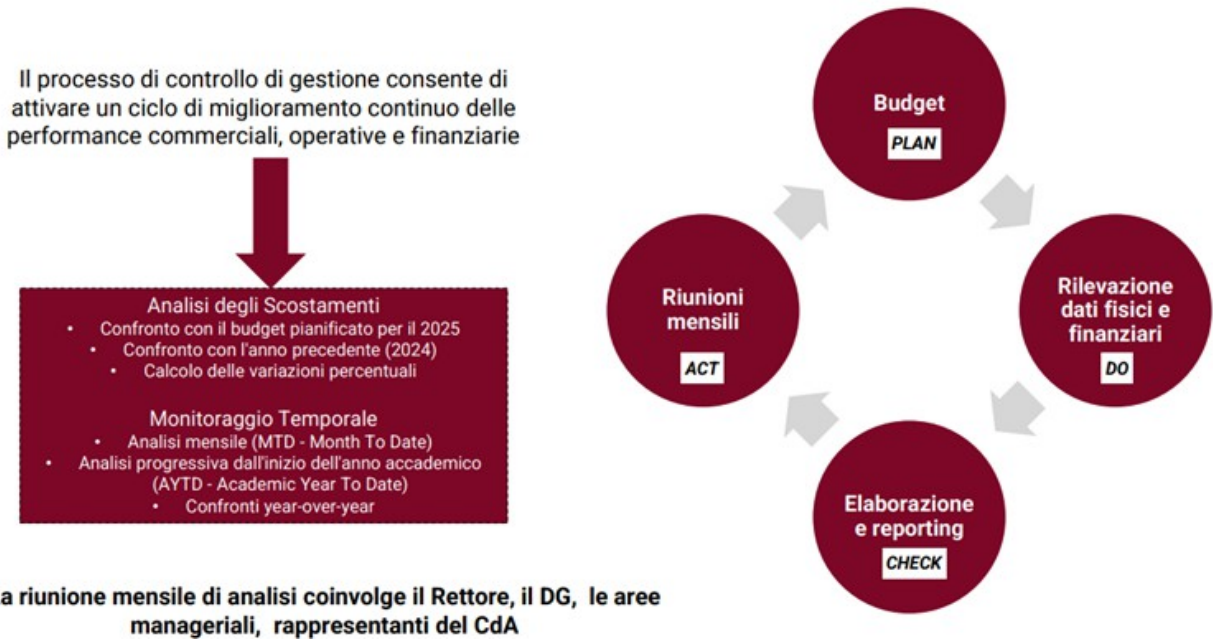 Il processo di controllo di gestione consente di
attivare un ciclo di miglioramento continuo delle
performance commerciali, operative e finanziarie
Analisi degli Scostamenti
• Confronto con il budget pianificato per il 2025
• Confronto con l'anno precedente (2024)
• Calcolo delle variazioni percentuali
Monitoraggio Temporale
• Analisi mensile (MTD - Month To Date)
• Analisi progressiva dall'inizio dell'anno accademico
(AYTD - Academic Year To Date)
• Confronti year-over-year
a riunione mensile di analisi coinvolge il Rettore, il DG, le aree
manageriali, rappresentanti del CdA
Budget
PLAN
Rilevazione
dati fisici e
finanziari
DO
Elaborazione
e reporting
CHECK
Riunioni
mensili
ACT